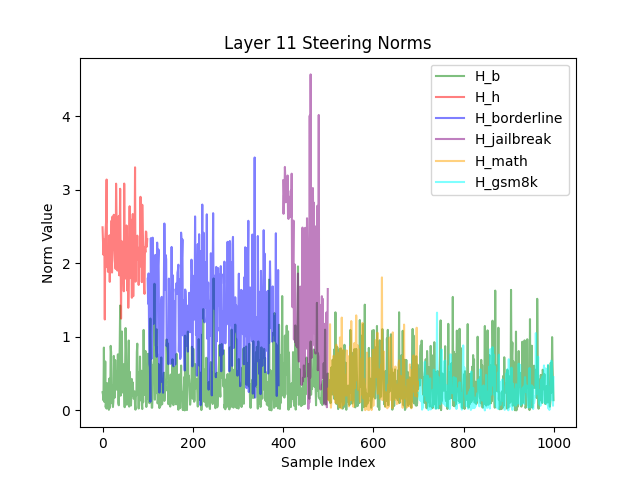 Layer 11 Steering Norms
H_b
H_h
H_borderline
H_jailbreak
H_math
H_gsm8k
Norm Value
4
3
2
1
0
0 200 400 600 800 1000
Sample Index